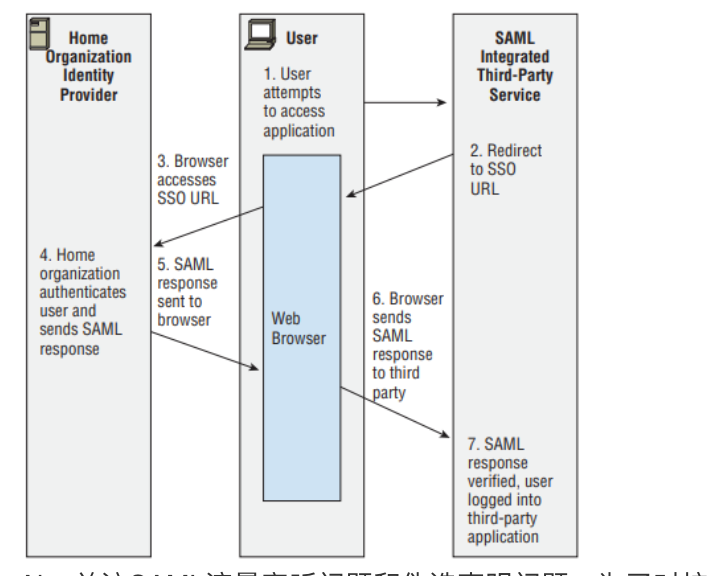 Home
Organization
Identity
Provider
User
SAML
Integrated
Third-Party
Service
1. User
attempts
to access
application
2. Redirect
to SSO
URL
3. Browser
accesses
SSO URL
4. Home
organization
authenticates
user and
sends SAML
response
5. SAML
response
sent to
browser
6. Browser
sends
SAML
response
to third
party
Web
Browser
7. SAML
response
verified, user
logged into
third-party
application